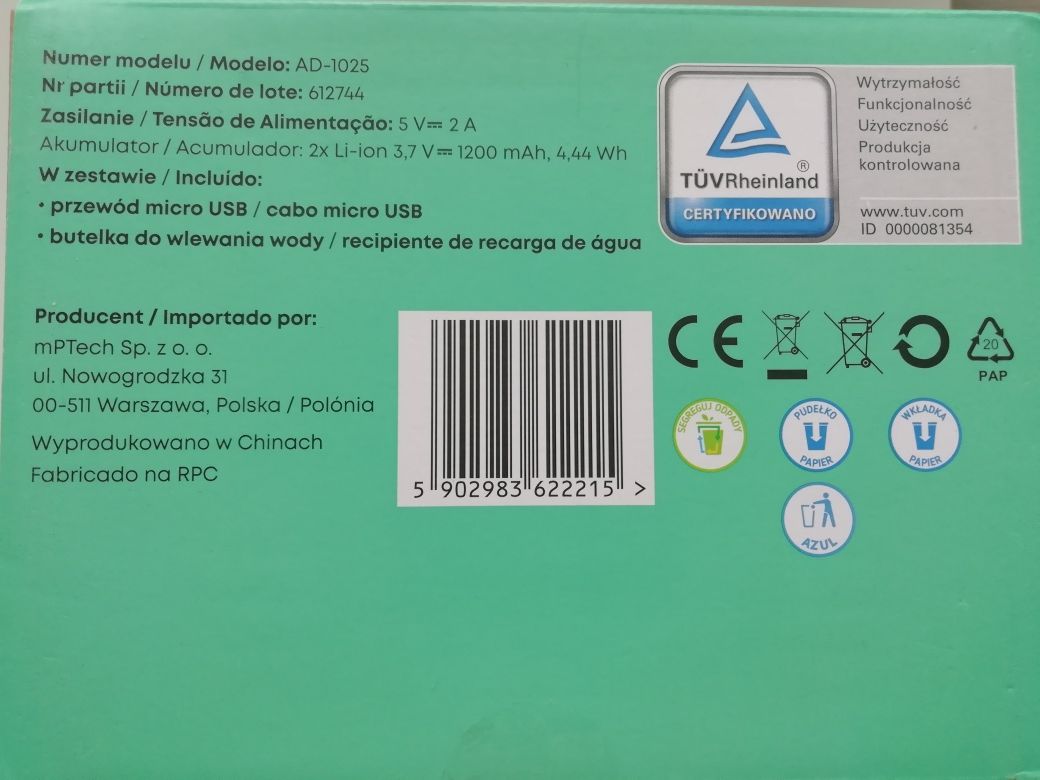 Numer modelu / Modelo: AD-1025
Nr partii / Número de lote: 612744
Zasilanie / Tensão de Alimentação: 5 V⎓ 2 A
Akumulator / Acumulador: 2x Li-ion 3,7 V⎓ 1200 mAh, 4,44 Wh
W zestawie / Incluído:
• przewód micro USB / cabo micro USB
• butelka do wlewania wody / recipiente de recarga de água
TÜVRheinland®
CERTYFIKOWANO
Wytrzymałość
Funkcjonalność
Użyteczność
Produkcja
kontrolowana
www.tuv.com
ID 0000081354
Producent / Importado por:
mPTech Sp. z o. o.
ul. Nowogrodzka 31
00-511 Warszawa, Polska / Polónia
Wyprodukowano w Chinach
Fabricado na RPC
5 902983 622215 >
CE
20
PAP
SEGREGUJ ODPADY
PUDEŁKO
PAPIER
WKŁADKA
PAPIER
AZUL